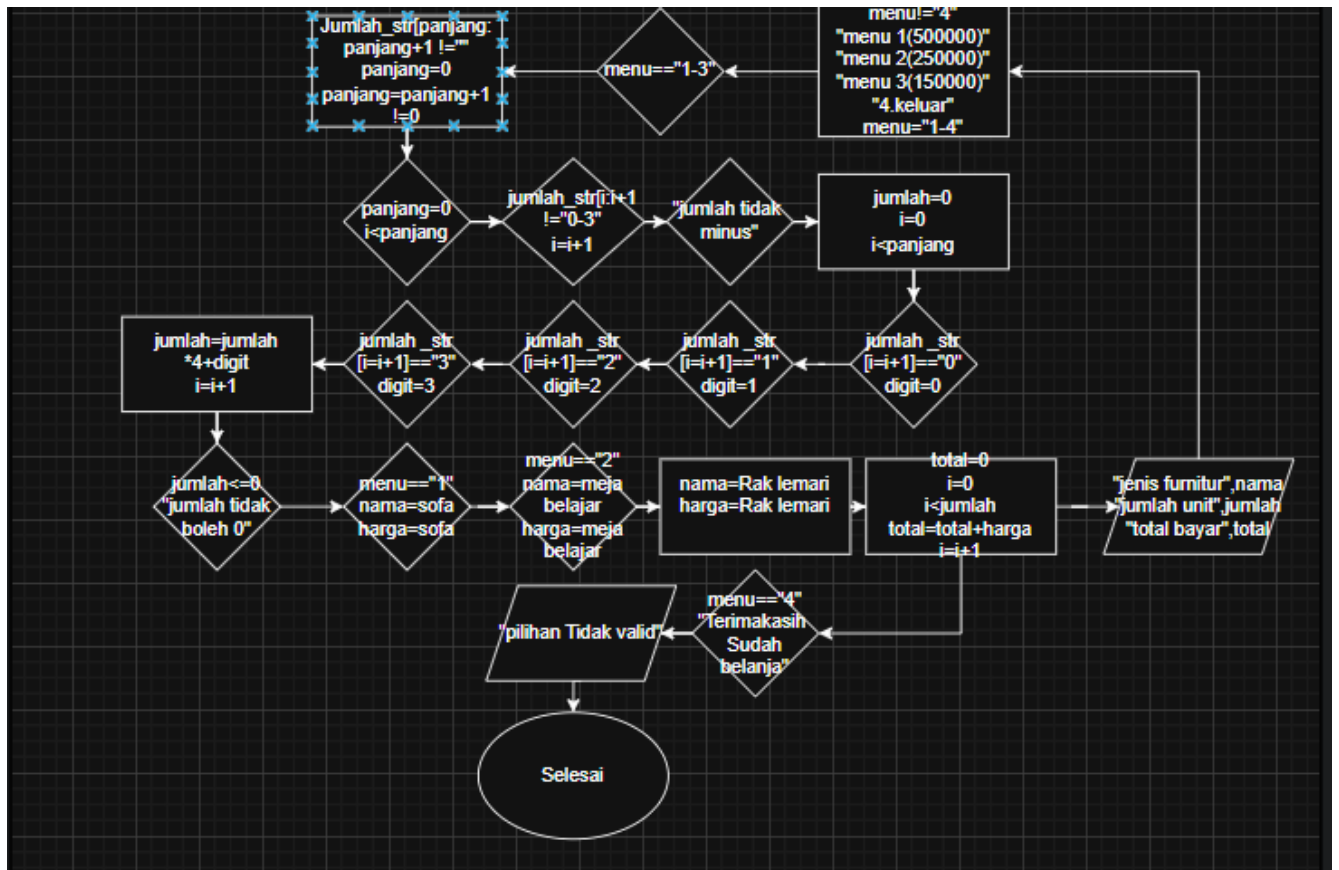 Jumlah_str[panjang:
panjang+1 !=""
panjang=0
panjang=panjang+1
!=0
menu=="1-3"
menu!="4"
"menu 1(500000)"
"menu 2(250000)"
"menu 3(150000)"
"4.keluar"
menu="1-4"
panjang=0
i<panjang
jumlah_str[i:i+1
!="0-3"
i=i+1
"jumlah tidak
minus"
jumlah=0
i=0
i<panjang
jumlah=jumlah
*4+digit
i=i+1
jumlah _str
[i=i+1]=="3"
digit=3
jumlah _str
[i=i+1]=="2"
digit=2
jumlah _str
[i=i+1]=="1"
digit=1
jumlah _str
[i=i+1]=="0"
digit=0
jumlah<=0
"jumlah tidak
boleh 0"
menu=="1"
nama=sofa
harga=sofa
menu=="2"
nama=meja
belajar
harga=meja
belajar
nama=Rak lemari
harga=Rak lemari
total=0
i=0
i<jumlah
total=total+harga
i=i+1
"jenis furnitur",nama
"jumlah unit",jumlah
"total bayar",total
"pilihan Tidak valid"
menu=="4"
"Terimakasih
Sudah
belanja"
Selesai